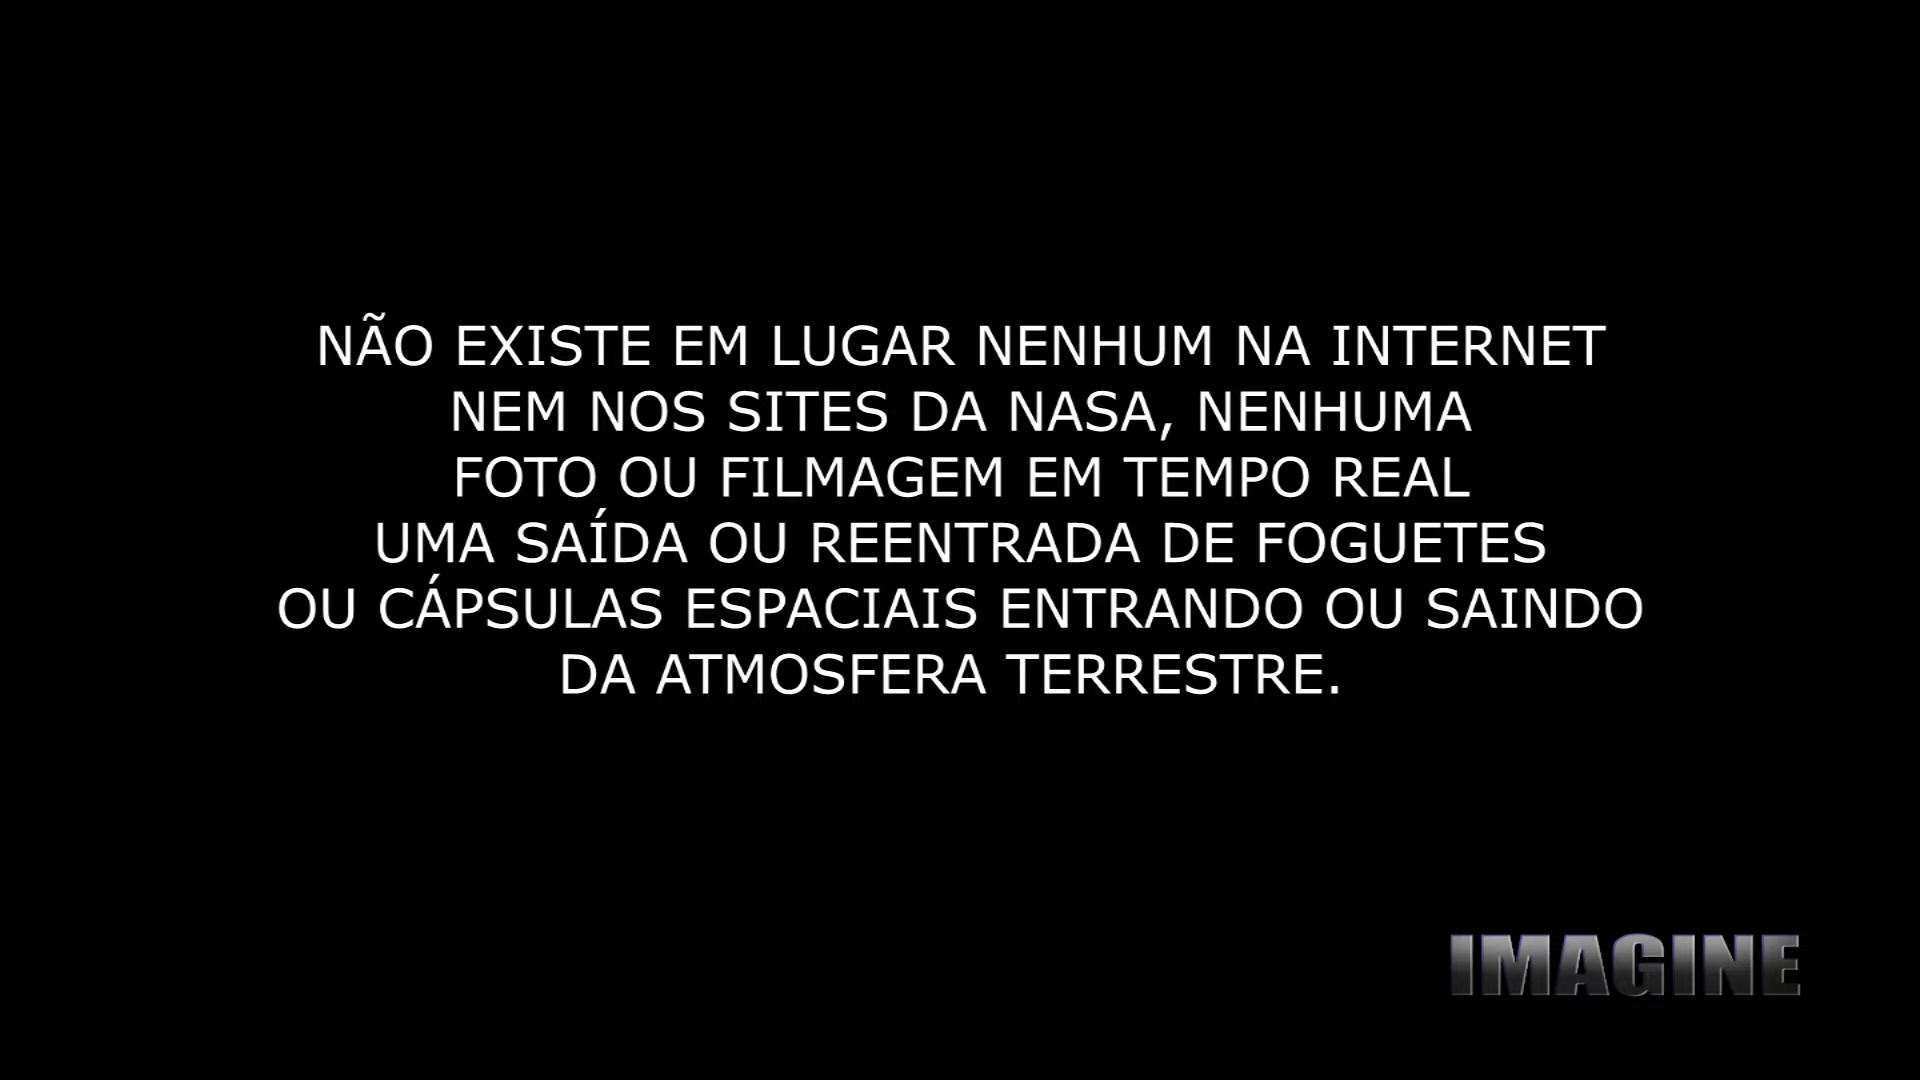 NÃO EXISTE EM LUGAR NENHUM NA INTERNET
NEM NOS SITES DA NASA, NENHUMA
FOTO OU FILMAGEM EM TEMPO REAL
UMA SAÍDA OU REENTRADA DE FOGUETES
OU CÁPSULAS ESPACIAIS ENTRANDO OU SAINDO
DA ATMOSFERA TERRESTRE.
IMAGINE